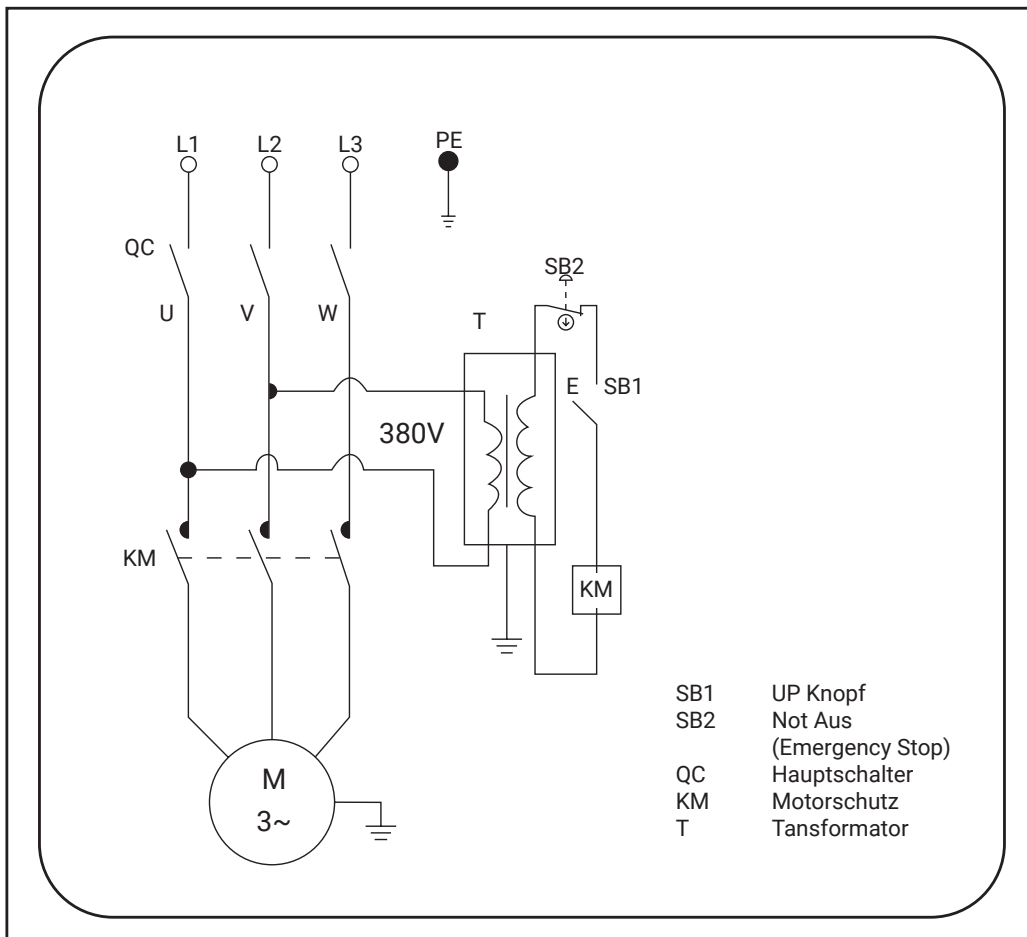 L1 L2 L3 PE
QC
SB2
U V W
T
E SB1
380V
KM
KM
M
3~
SB1 UP Knopf
SB2 Not Aus
(Emergency Stop)
QC Hauptschalter
KM Motorschutz
T Tansformator